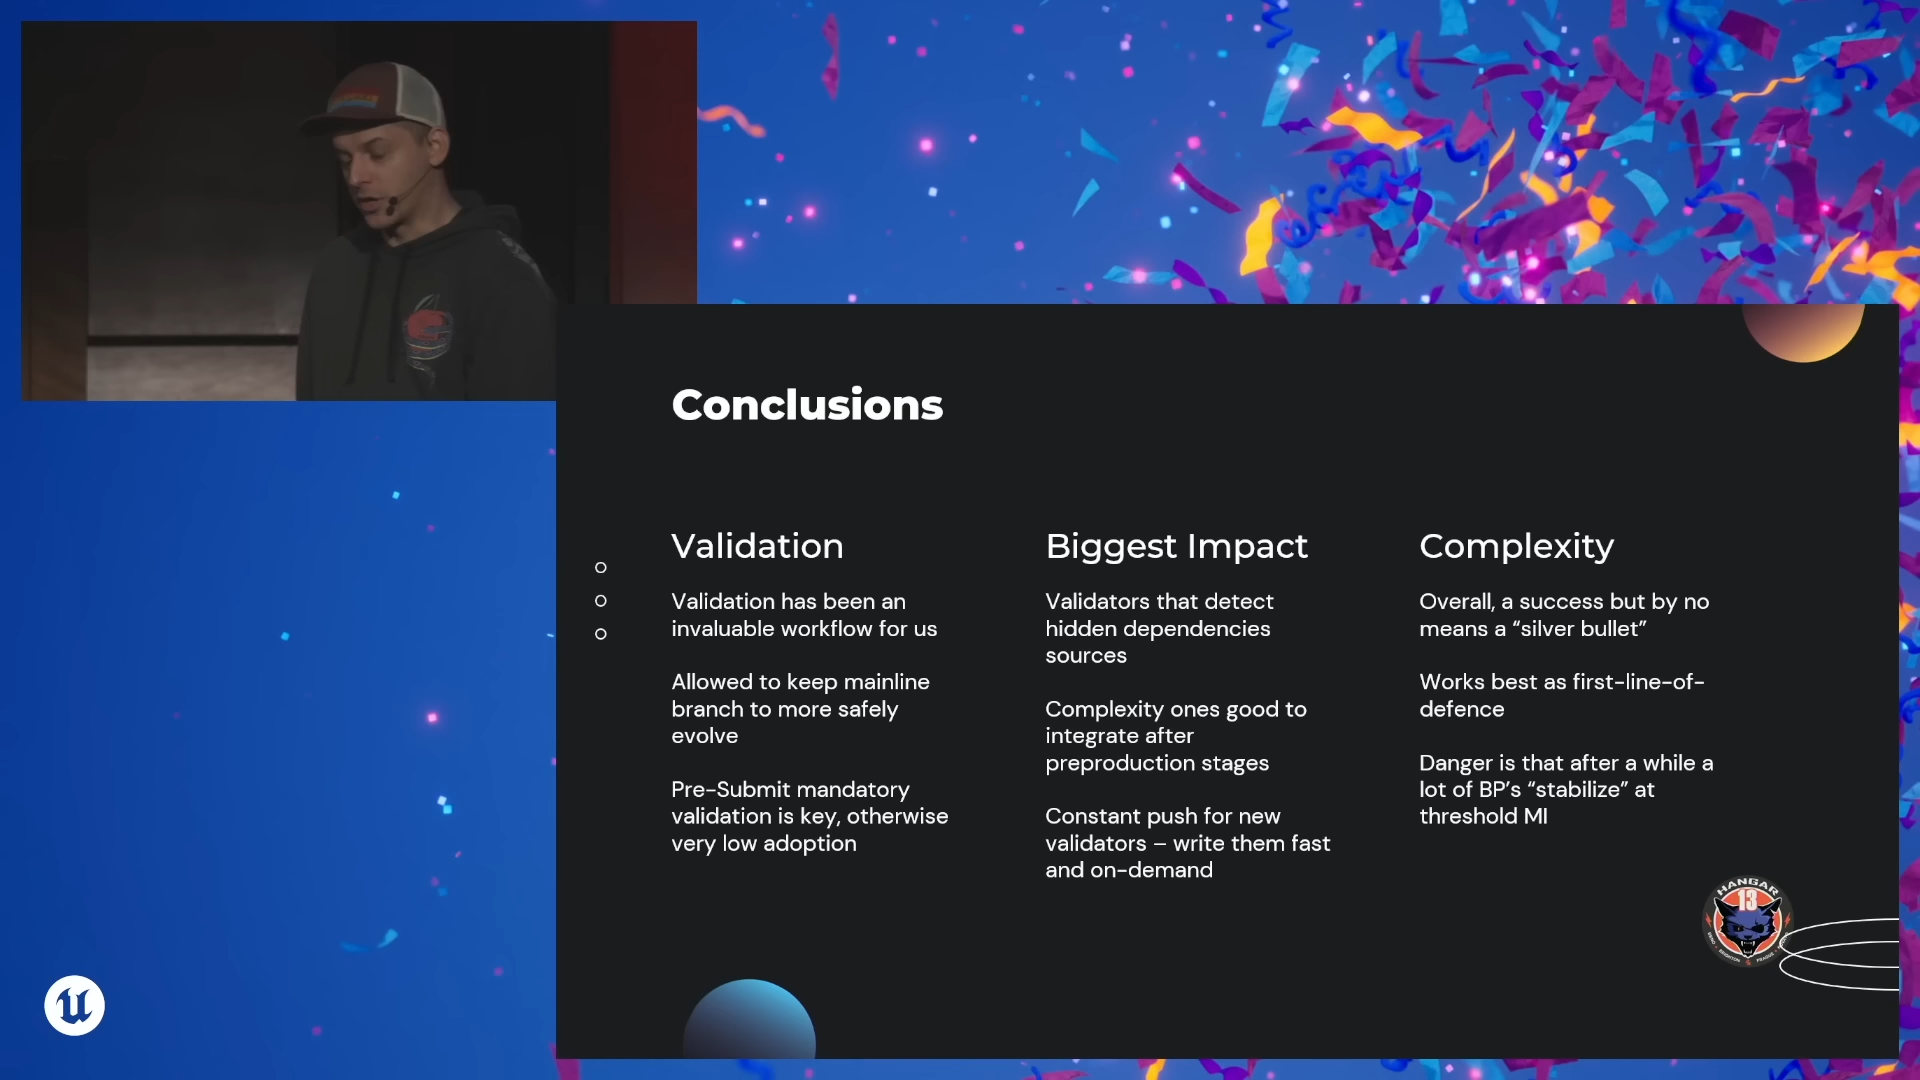 Conclusions
Validation
Validation has been an
invaluable workflow for us
Allowed to keep mainline
branch to more safely
evolve
Pre-Submit mandatory
validation is key, otherwise
very low adoption
Biggest Impact
Validators that detect
hidden dependencies
sources
Complexity ones good to
integrate after
preproduction stages
Constant push for new
validators – write them fast
and on-demand
Complexity
Overall, a success but by no
means a “silver bullet”
Works best as first-line-of-
defence
Danger is that after a while a
lot of BP’s “stabilize” at
threshold MI
HANGAR
13